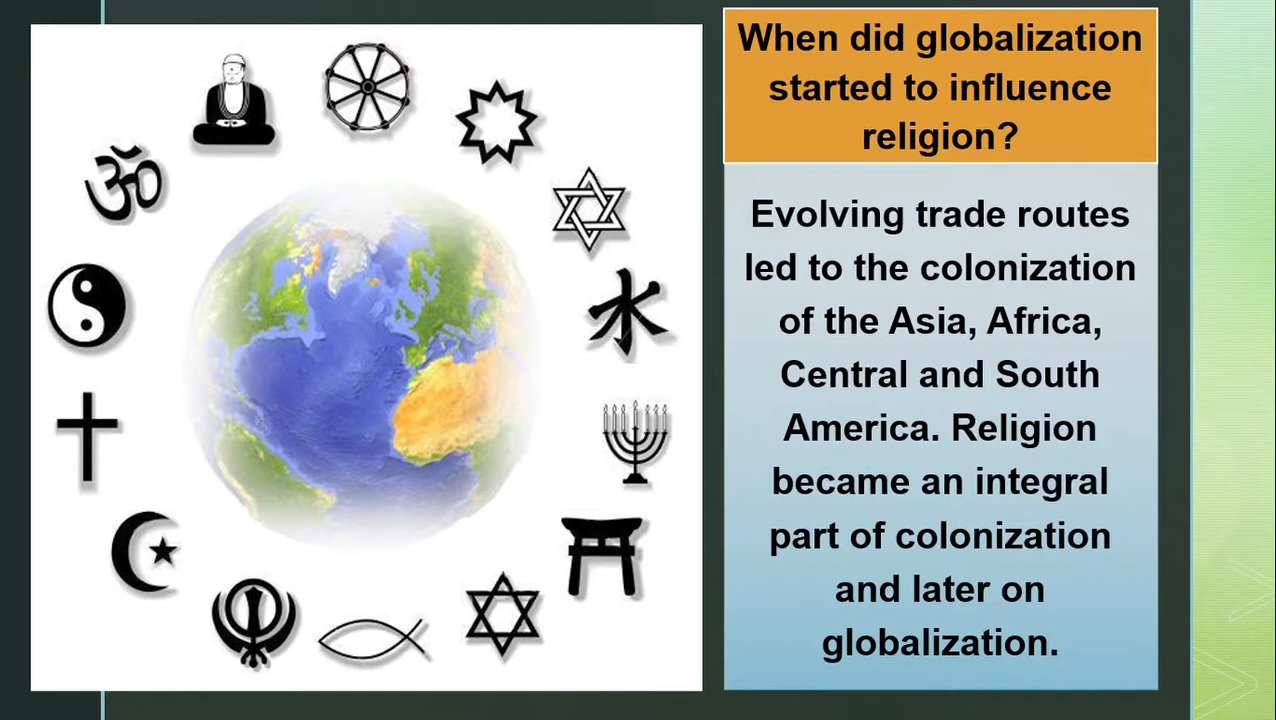 When did globalization
started to influence
religion?
Evolving trade routes
led to the colonization
of the Asia, Africa,
Central and South
America. Religion
became an integral
part of colonization
and later on
globalization.